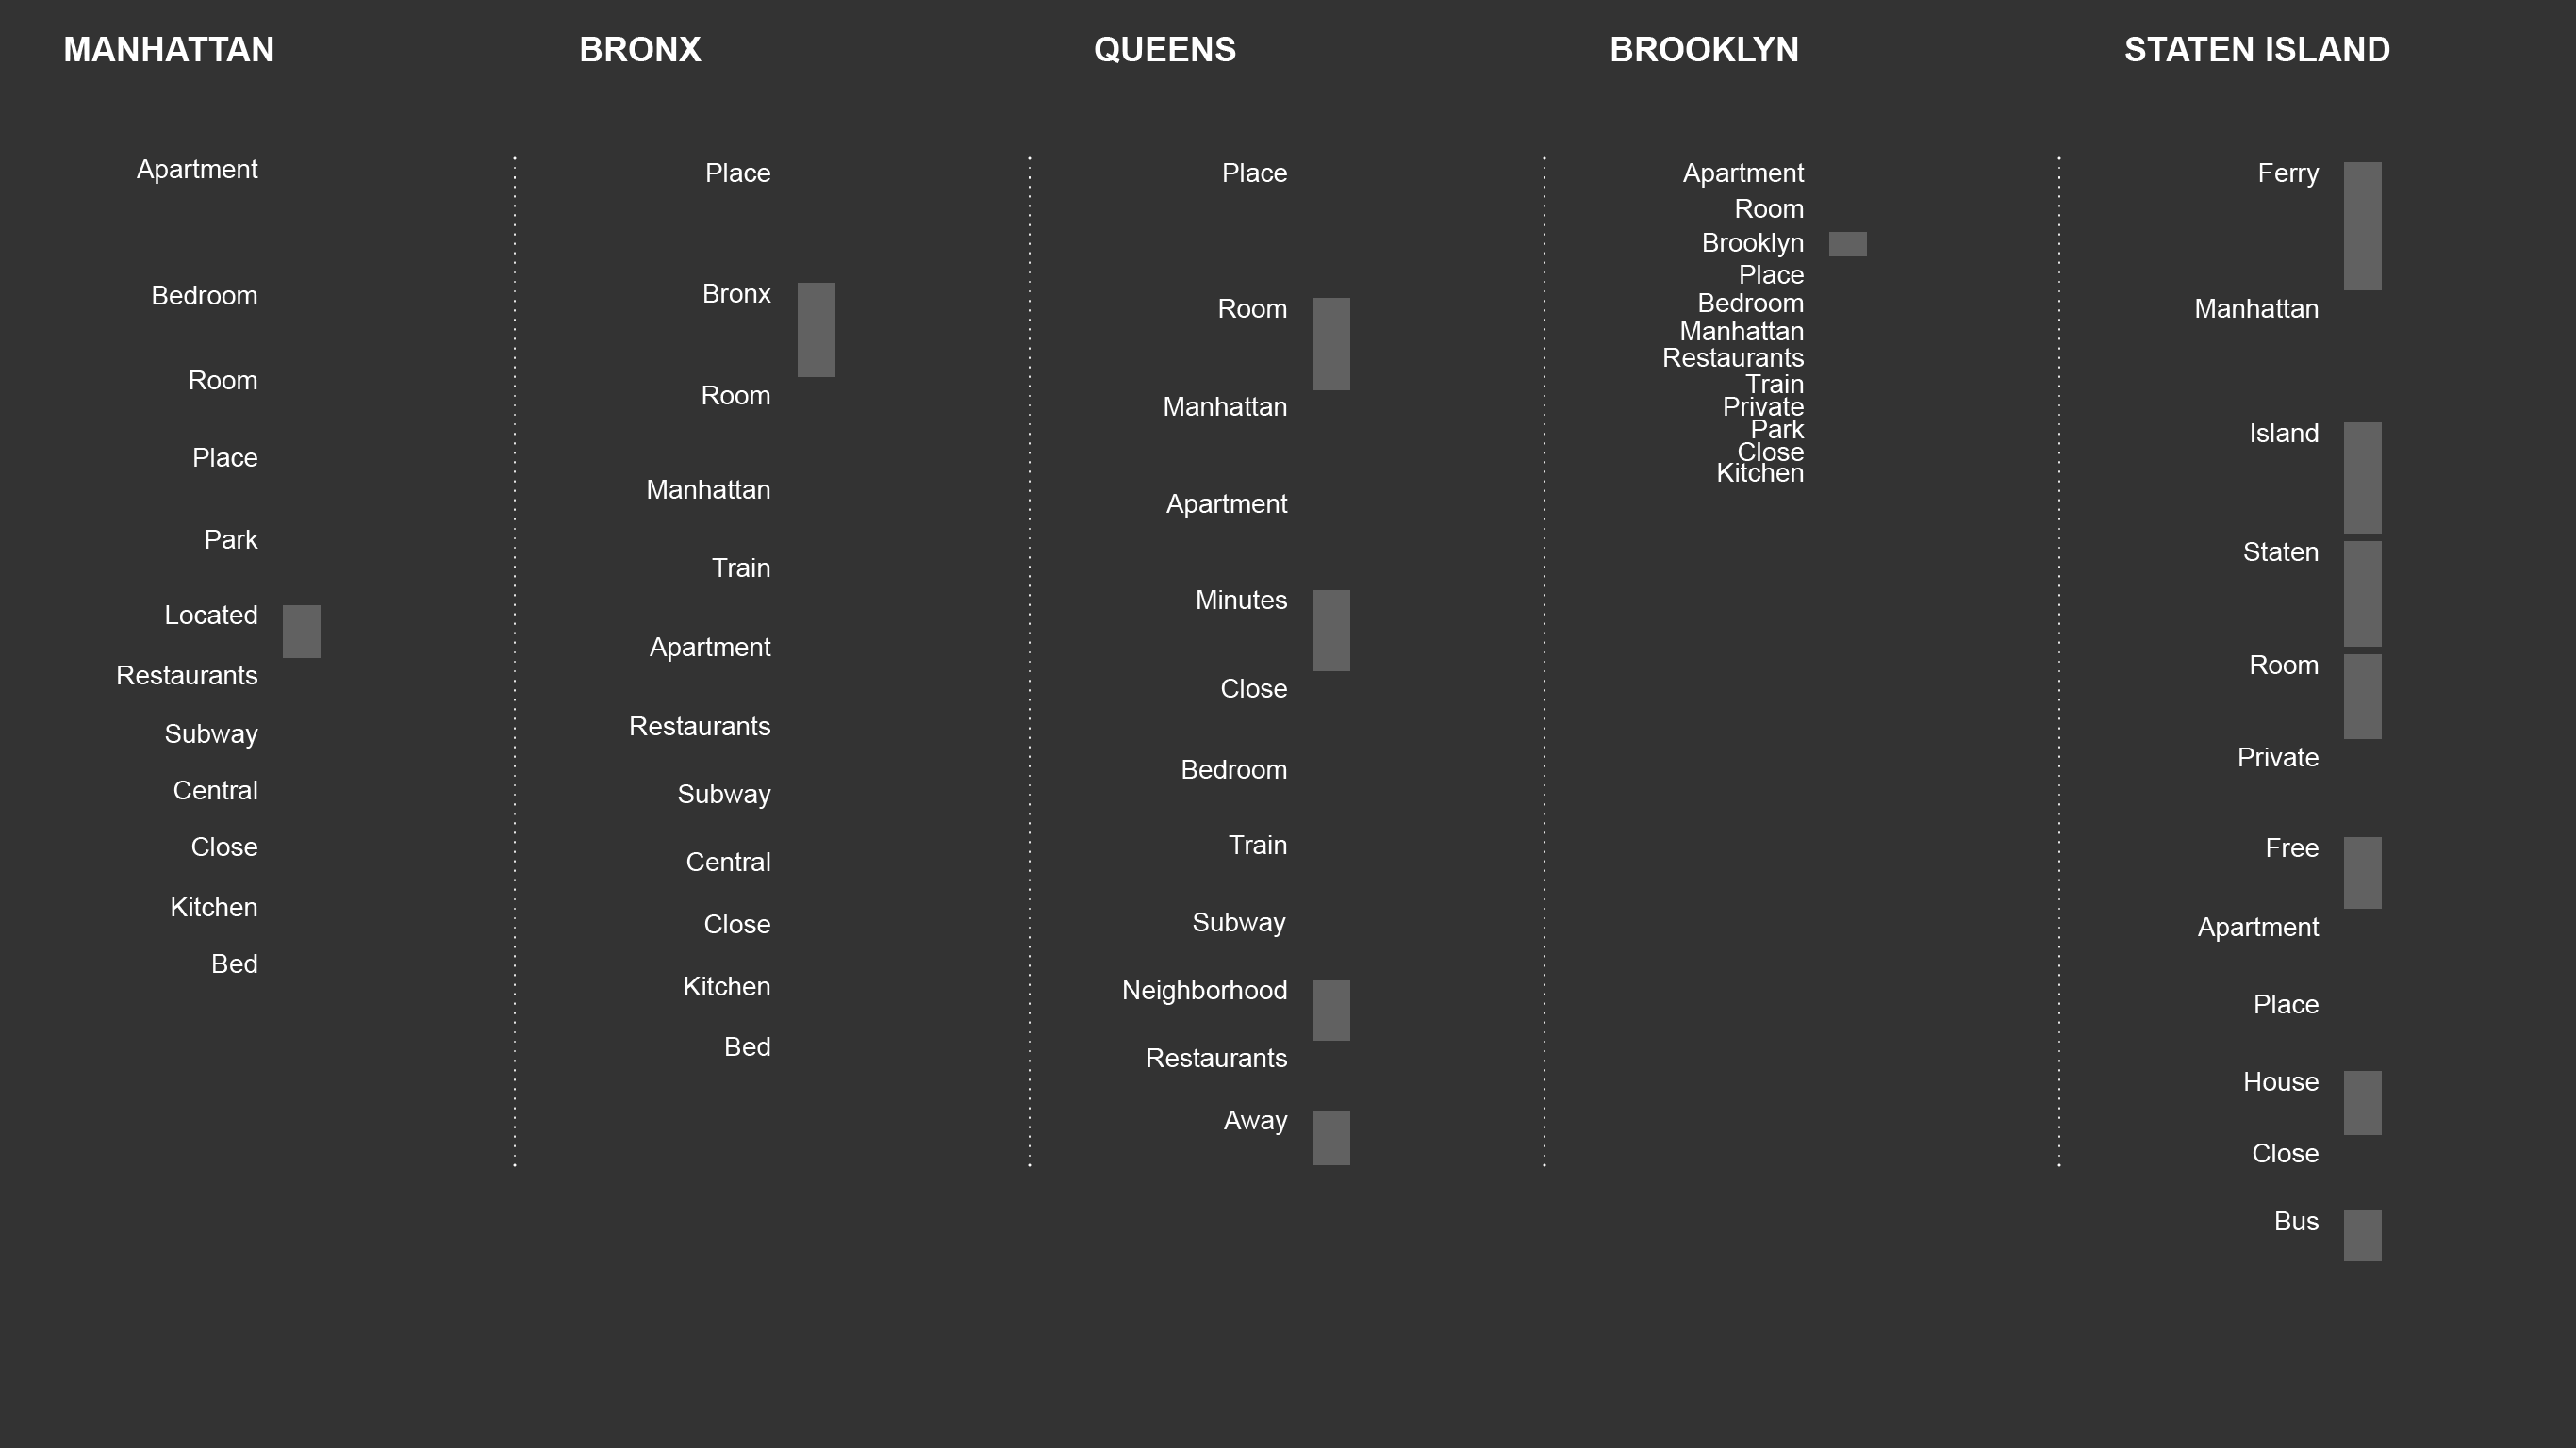 MANHATTAN
Apartment
Bedroom
Room
Place
Park
Located
Restaurants
Subway
Central
Close
Kitchen
Bed
BRONX
Place
Bronx
Room
Manhattan
Train
Apartment
Restaurants
Subway
Central
Close
Kitchen
Bed
QUEENS
Place
Room
Manhattan
Apartment
Minutes
Close
Bedroom
Train
Subway
Neighborhood
Restaurants
Away
BROOKLYN
Apartment
Room
Brooklyn
Place
Bedroom
Manhattan
Restaurants
Train
Private
Park
Close
Kitchen
STATEN ISLAND
Ferry
Manhattan
Island
Staten
Room
Private
Free
Apartment
Place
House
Close
Bus